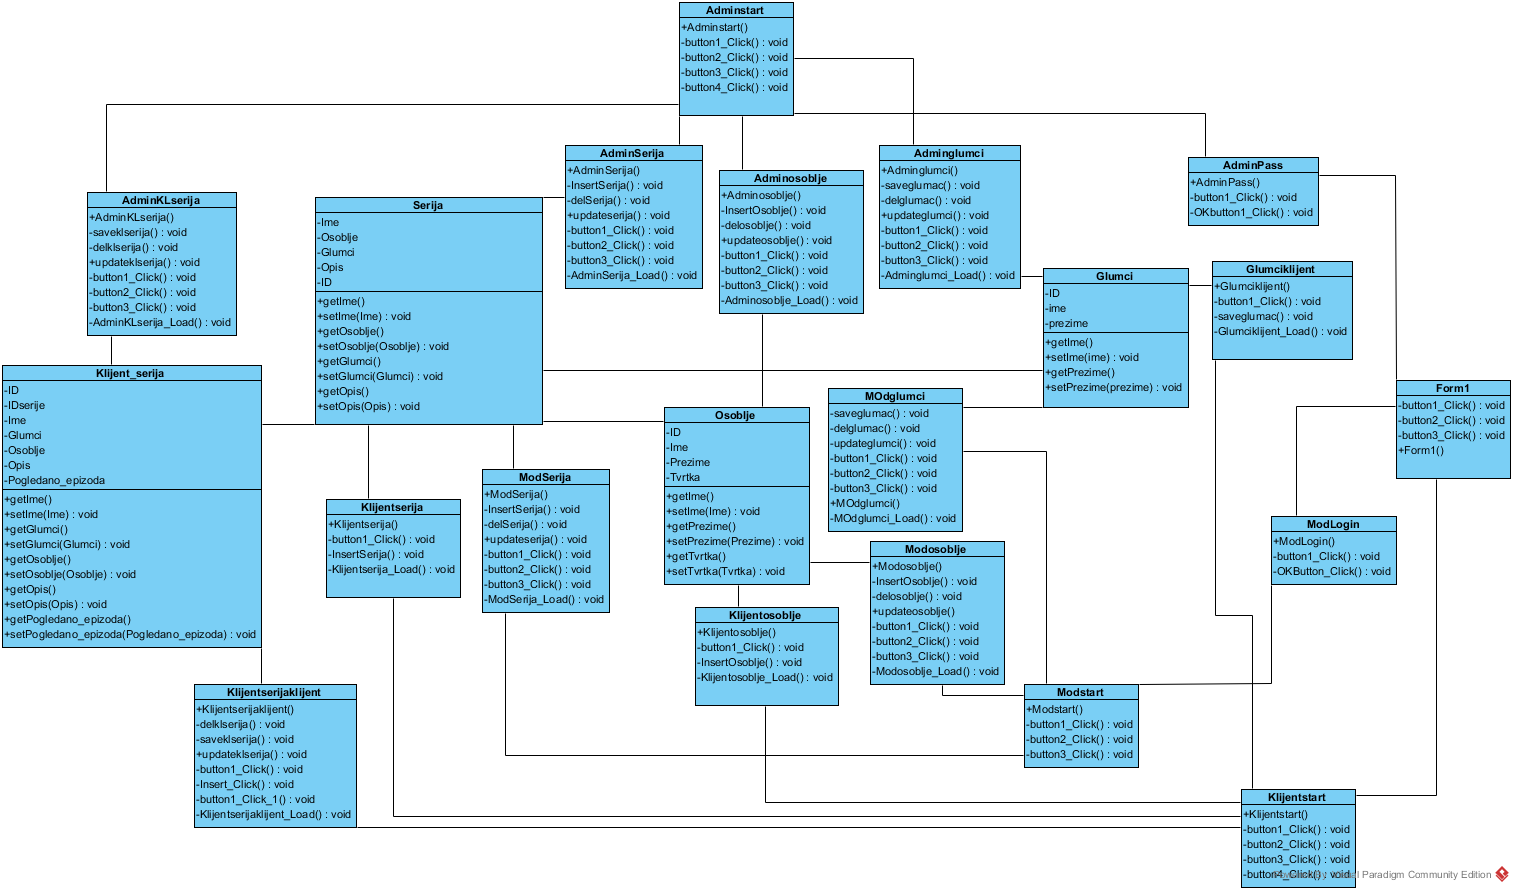 Adminstart
+Adminstart()
-button1_Click() : void
-button2_Click() : void
-button3_Click() : void
-button4_Click() : void
AdminKLserija
+AdminKLserija()
-saveklserija() : void
-delklserija() : void
+updateklserija() : void
-button1_Click() : void
-button2_Click() : void
-button3_Click() : void
-AdminKLserija_Load() : void
Serija
-Ime
-Osoblje
-Glumci
-Opis
-ID
+getIme()
+setIme(Ime) : void
+getOsoblje()
+setOsoblje(Osoblje) : void
+getGlumci()
+setGlumci(Glumci) : void
+getOpis()
+setOpis(Opis) : void
AdminSerija
+AdminSerija()
-InsertSerija() : void
-delSerija() : void
+updateserija() : void
-button1_Click() : void
-button2_Click() : void
-button3_Click() : void
-AdminSerija_Load() : void
Adminosoblje
+Adminosoblje()
-InsertOsoblje() : void
-delosoblje() : void
+updateosoblje() : void
-button1_Click() : void
-button2_Click() : void
-button3_Click() : void
-Adminosoblje_Load() : void
Adminglumci
+Adminglumci()
-saveglumac() : void
-delglumac() : void
+updateglumci() : void
-button1_Click() : void
-button2_Click() : void
-button3_Click() : void
-Adminglumci_Load() : void
AdminPass
+AdminPass()
-button1_Click() : void
-OKbutton1_Click() : void
Glumci
-ID
-ime
-prezime
+getIme()
+setIme(ime) : void
+getPrezime()
+setPrezime(prezime) : void
Glumciklijent
+Glumciklijent()
-button1_Click() : void
-saveglumac() : void
-Glumciklijent_Load() : void
Klijent_serija
-ID
-IDserije
-Ime
-Glumci
-Osoblje
-Opis
-Pogledano_epizoda
+getIme()
+setIme(Ime) : void
+getGlumci()
+setGlumci(Glumci) : void
+getOsoblje()
+setOsoblje(Osoblje) : void
+getOpis()
+setOpis(Opis) : void
+getPogledano_epizoda()
+setPogledano_epizoda(Pogledano_epizoda) : void
Klijentserija
+Klijentserija()
-button1_Click() : void
-InsertSerija() : void
-Klijentserija_Load() : void
ModSerija
+ModSerija()
-InsertSerija() : void
-delSerija() : void
+updateserija() : void
-button1_Click() : void
-button2_Click() : void
-button3_Click() : void
-ModSerija_Load() : void
Osoblje
-ID
-Ime
-Prezime
-Tvrtka
+getIme()
+setIme(Ime) : void
+getPrezime()
+setPrezime(Prezime) : void
+getTvrtka()
+setTvrtka(Tvrtka) : void
MOdglumci
-saveglumac() : void
-delglumac() : void
-updateglumci() : void
-button1_Click() : void
-button2_Click() : void
-button3_Click() : void
+MOdglumci()
-MOdglumci_Load() : void
Form1
-button1_Click() : void
-button2_Click() : void
-button3_Click() : void
+Form1()
ModLogin
+ModLogin()
-button1_Click() : void
-OKButton_Click() : void
Modosoblje
+Modosoblje()
-InsertOsoblje() : void
-delosoblje() : void
+updateosoblje()
-button1_Click() : void
-button2_Click() : void
-button3_Click() : void
-Modosoblje_Load() : void
Klijentosoblje
+Klijentosoblje()
-button1_Click() : void
-InsertOsoblje() : void
-Klijentosoblje_Load() : void
Klijentserijaklijent
+Klijentserijaklijent()
-delklserija() : void
-saveklserija() : void
+updateklserija() : void
-button1_Click() : void
-Insert_Click() : void
-button1_Click_1() : void
-Klijentserijaklijent_Load() : void
Modstart
+Modstart()
-button1_Click() : void
-button2_Click() : void
-button3_Click() : void
Klijentstart
+Klijentstart()
-button1_Click() : void
-button2_Click() : void
-button3_Click() : void
-button4_Click() : void
Paradigm Community Edition